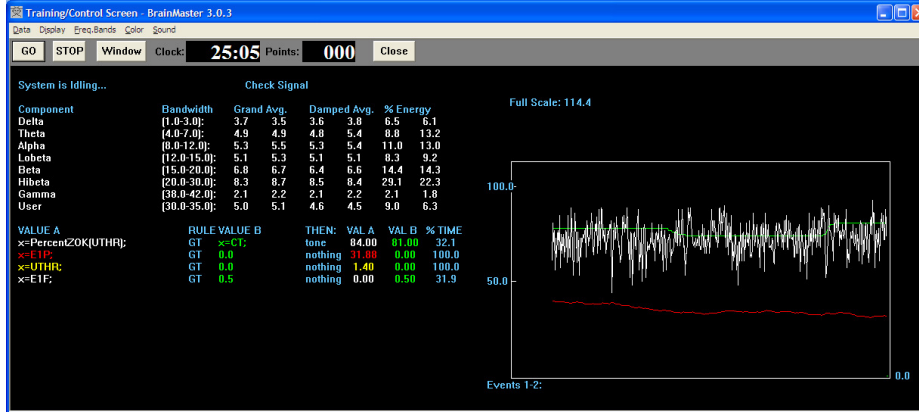 Training/Control Screen - BrainMaster 3.0.3
Data Display Freq.Bands Color Sound
GO STOP Window Clock: 25:05 Points: 000 Close
System is Idling... Check Signal
Full Scale: 114.4
Component Bandwidth Grand Avg. Damped Avg. % Energy
Delta (1.0-3.0): 3.7 3.5 3.6 3.8 6.5 6.1
Theta (4.0-7.0): 4.9 4.9 4.8 5.4 8.8 13.2
Alpha (8.0-12.0): 5.3 5.5 5.3 5.4 11.0 13.0
Lobeta (12.0-15.0): 5.1 5.3 5.1 5.1 8.3 9.2
Beta (15.0-20.0): 6.8 6.7 6.4 6.6 14.4 14.3
Hibeta (20.0-30.0): 8.3 8.7 8.5 8.4 29.1 22.3
Gamma (38.0-42.0): 2.1 2.2 2.1 2.2 2.1 1.8
User (30.0-35.0): 5.0 5.1 4.6 4.5 9.0 6.3
VALUE A RULE VALUE B THEN: VAL A VAL B % TIME
x=PercentZOK(UTHR); GT x=CT; tone 84.00 81.00 32.1
x=E1P; GT 0.0 nothing 31.88 0.00 100.0
x=UTHR; GT 0.0 nothing 1.40 0.00 100.0
x=E1F; GT 0.5 nothing 0.00 0.50 31.9
100.0-
50.0
0.0
Events 1-2: